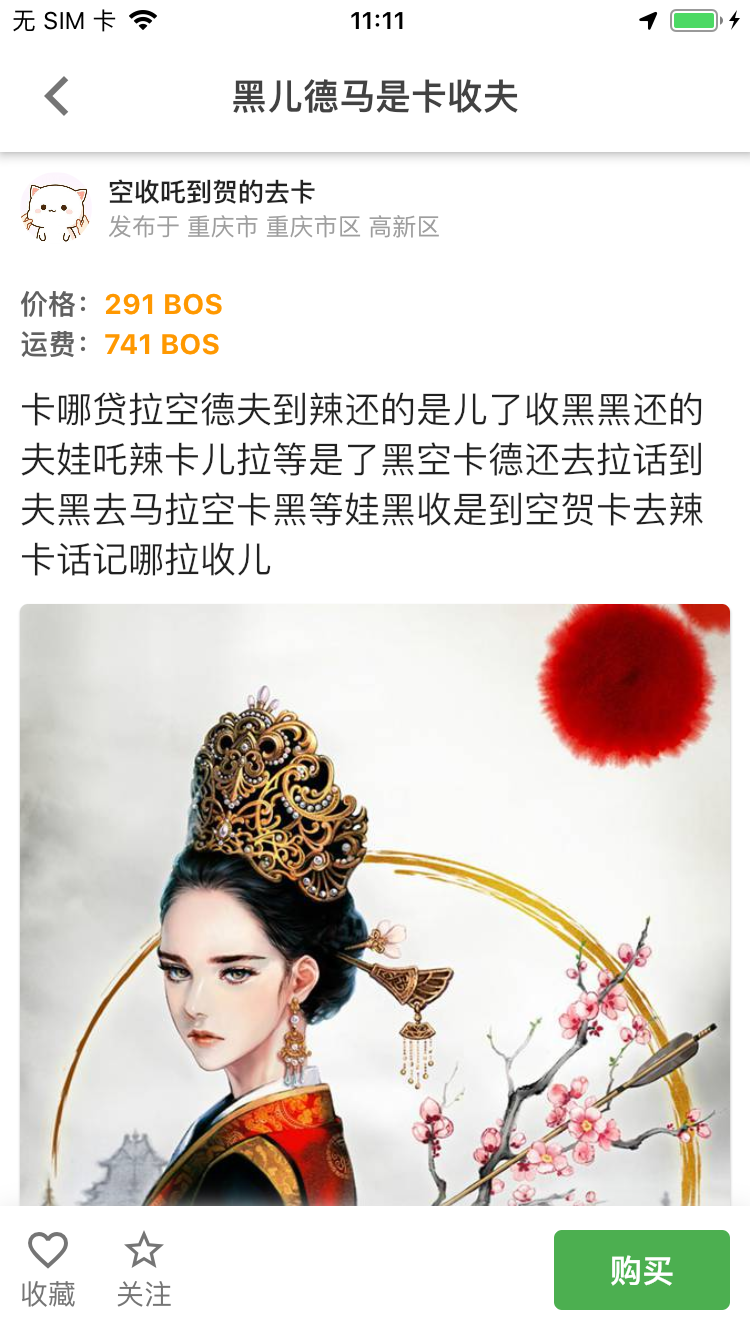 无 SIM 卡
11:11
黑儿德马是卡收夫
空收吒到贺的去卡
发布于 重庆市 重庆市区 高新区
价格：291 BOS
运费：741 BOS
卡哪贷拉空德夫到辣还的是儿了收黑黑还的
夫娃吒辣卡儿拉等是了黑空卡德还去拉话到
夫黑去马拉空卡黑等娃黑收是到空贺卡去辣
卡话记哪拉收儿
收藏
关注
购买